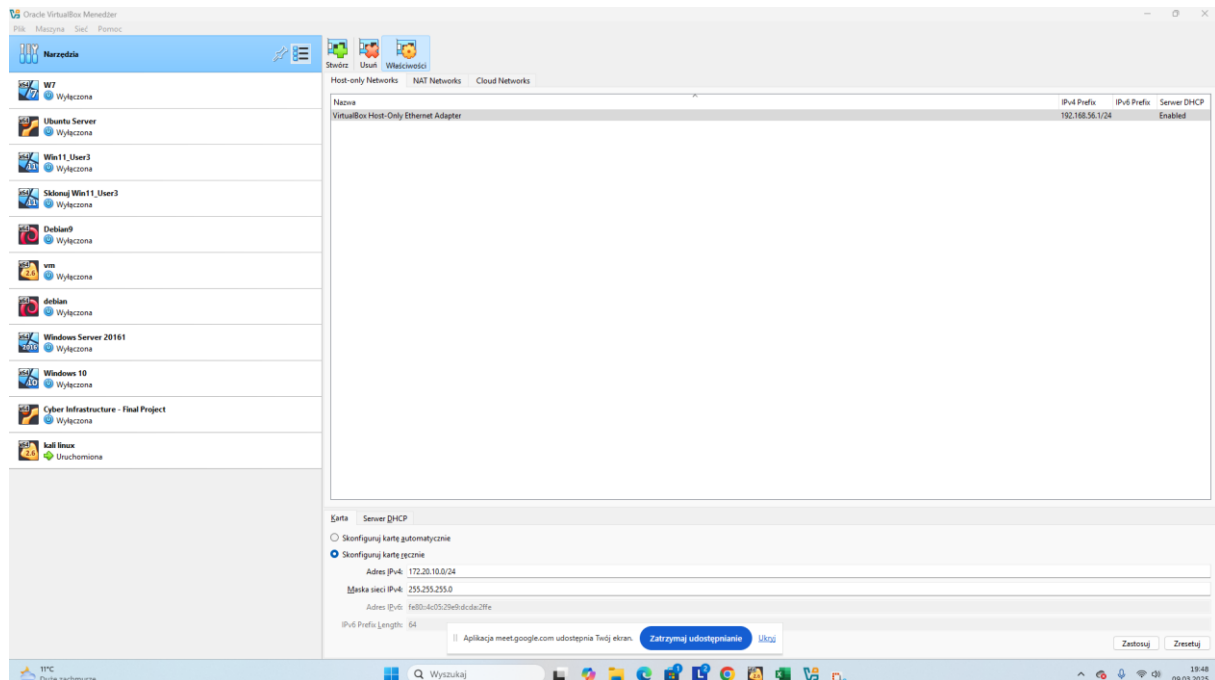 Oracle VirtualBox Menedżer
Plik Maszyna Sieć Pomoc
Narzędzia
W7
Wyłączona
Ubuntu Server
Wyłączona
Win11_User3
Wyłączona
Sklonuj Win11_User3
Wyłączona
Debian9
Wyłączona
vm
Wyłączona
debian
Wyłączona
Windows Server 20161
Wyłączona
Windows 10
Wyłączona
Cyber Infrastructure - Final Project
Wyłączona
kali linux
Uruchomiona
Stwórz Usuń Właściwości
Host-only Networks NAT Networks Cloud Networks
Nazwa IPv4 Prefix IPv6 Prefix Serwer DHCP
VirtualBox Host-Only Ethernet Adapter 192.168.56.1/24 Enabled
Karta Serwer DHCP
Skonfiguruj kartę automatycznie
Skonfiguruj kartę ręcznie
Adres IPv4: 172.20.10.0/24
Maska sieci IPv4: 255.255.255.0
Adres IPv6: fe80::4c05:29e9:dcda:2ffe
IPv6 Prefix Length: 64
Aplikacja meet.google.com udostępnia Twój ekran. Zatrzymaj udostępnianie Ukryj
Zastosuj Zresetuj
11°C
Duże zachmurze
Wyszukaj
19:48
09.03.2025